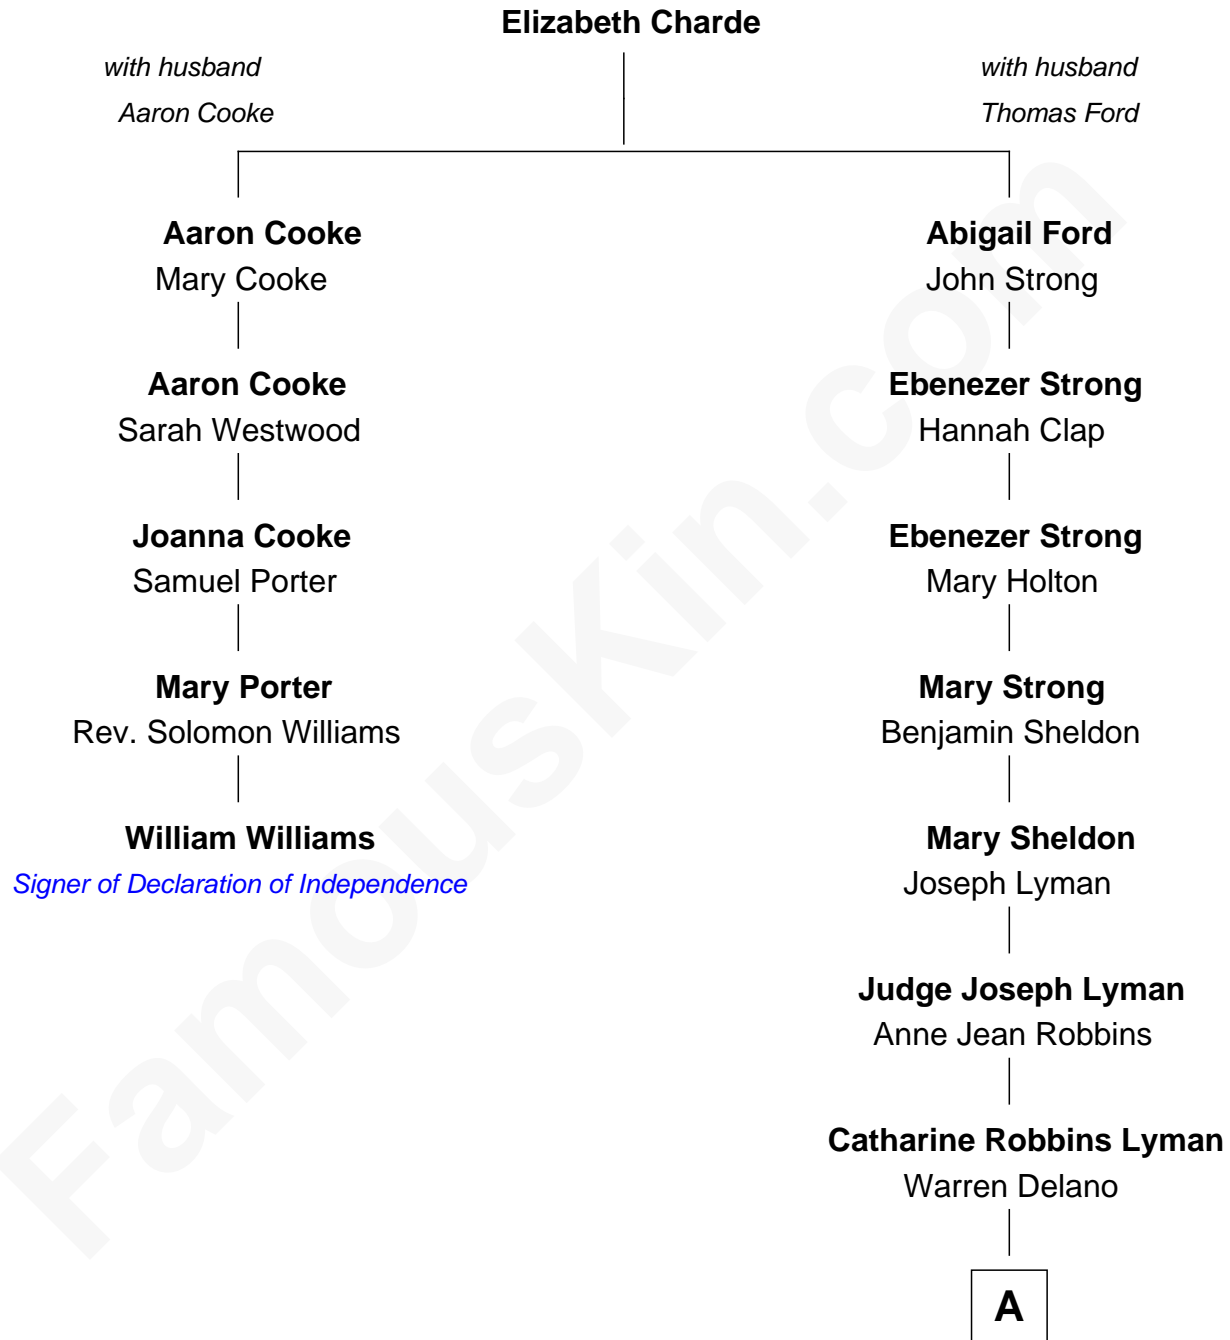 Elizabeth Charde
with husband
Aaron Cooke
with husband
Thomas Ford
Aaron Cooke
Mary Cooke
Abigail Ford
John Strong
Aaron Cooke
Sarah Westwood
Ebenezer Strong
Hannah Clap
Joanna Cooke
Samuel Porter
Ebenezer Strong
Mary Holton
Mary Porter
Rev. Solomon Williams
Mary Strong
Benjamin Sheldon
William Williams
Signer of Declaration of Independence
Mary Sheldon
Joseph Lyman
Judge Joseph Lyman
Anne Jean Robbins
Catharine Robbins Lyman
Warren Delano
A
FamousKin.com